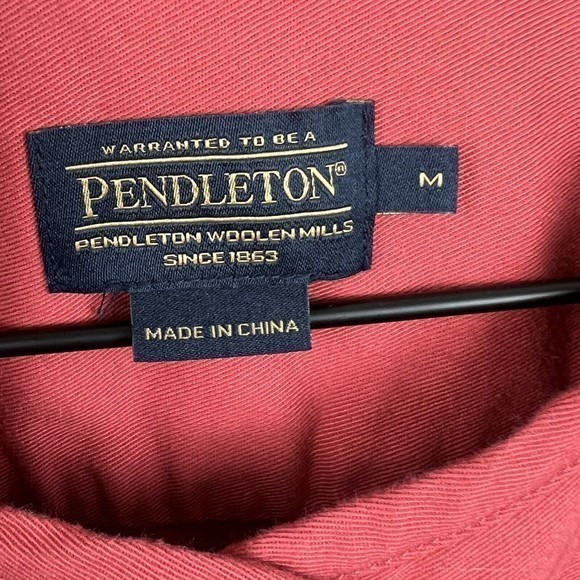 WARRANTED TO BE A
PENDLETON®
PENDLETON WOOLEN MILLS
SINCE 1863
M
MADE IN CHINA